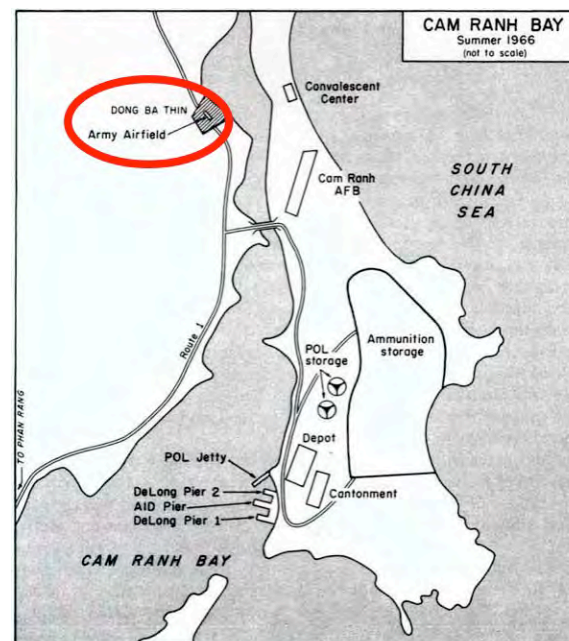 CAM RANH BAY
Summer 1966
(not to scale)
Convalescent
Center
DONG BA THIN
Army Airfield
Cam Ranh
AFB
SOUTH
CHINA
SEA
Route 1
Ammunition
storage
POL
storage
TO PHAN RANG
Depot
POL Jetty
Cantonment
DeLong Pier 2
AID Pier
DeLong Pier 1
CAM RANH BAY